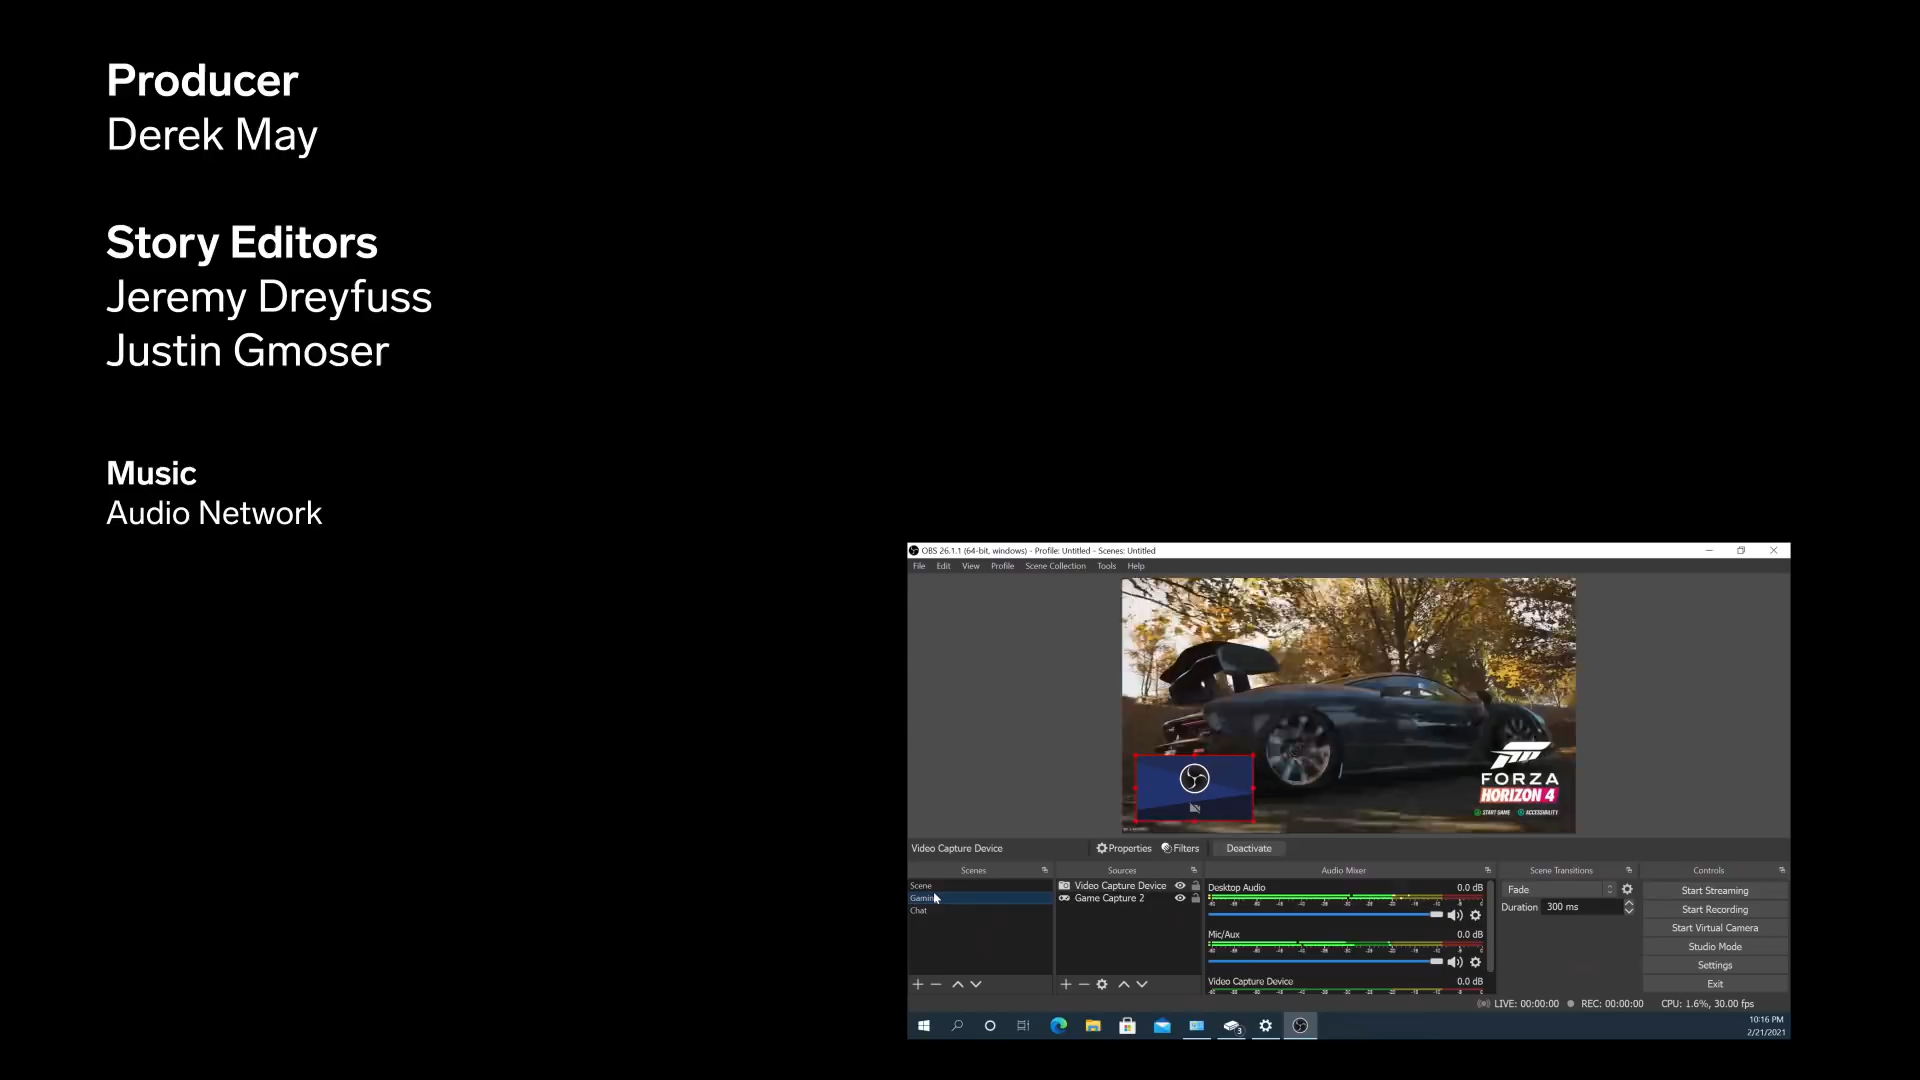 Producer
Derek May
Story Editors
Jeremy Dreyfuss
Justin Gmoser
Music
Audio Network
OBS 26.1.1 (64-bit, windows) - Profile: Untitled - Scenes: Untitled
File Edit View Profile Scene Collection Tools Help
FORZA
HORIZON 4
START GAME ACCESSIBILITY
Video Capture Device Properties Filters Deactivate
Scenes Sources Audio Mixer Scene Transitions Controls
Scene
Gaming
Chat
Video Capture Device
Game Capture 2
Desktop Audio 0.0 dB
Mic/Aux 0.0 dB
Video Capture Device 0.0 dB
Fade
Duration 300 ms
Start Streaming
Start Recording
Start Virtual Camera
Studio Mode
Settings
Exit
LIVE: 00:00:00 REC: 00:00:00 CPU: 1.6%, 30.00 fps
3
10:16 PM
2/21/2021